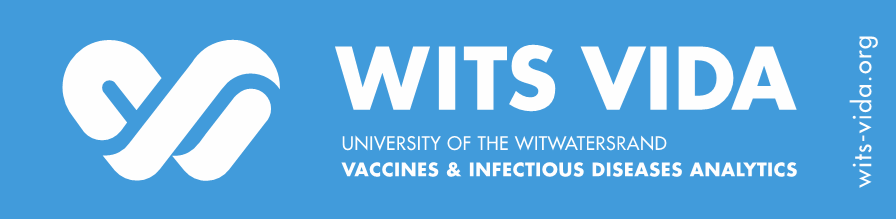 WITS VIDA
UNIVERSITY OF THE WITWATERSRAND
VACCINES & INFECTIOUS DISEASES ANALYTICS
wits-vida.org